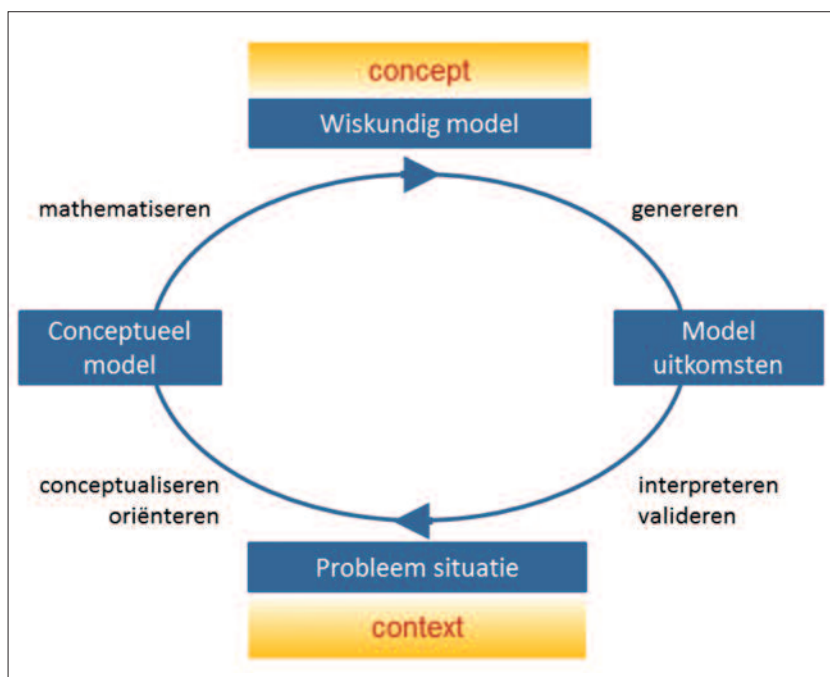 concept
Wiskundig model
mathematiseren
genereren
Conceptueel
model
Model
uitkomsten
conceptualiseren
oriënteren
interpreteren
valideren
Probleem situatie
context